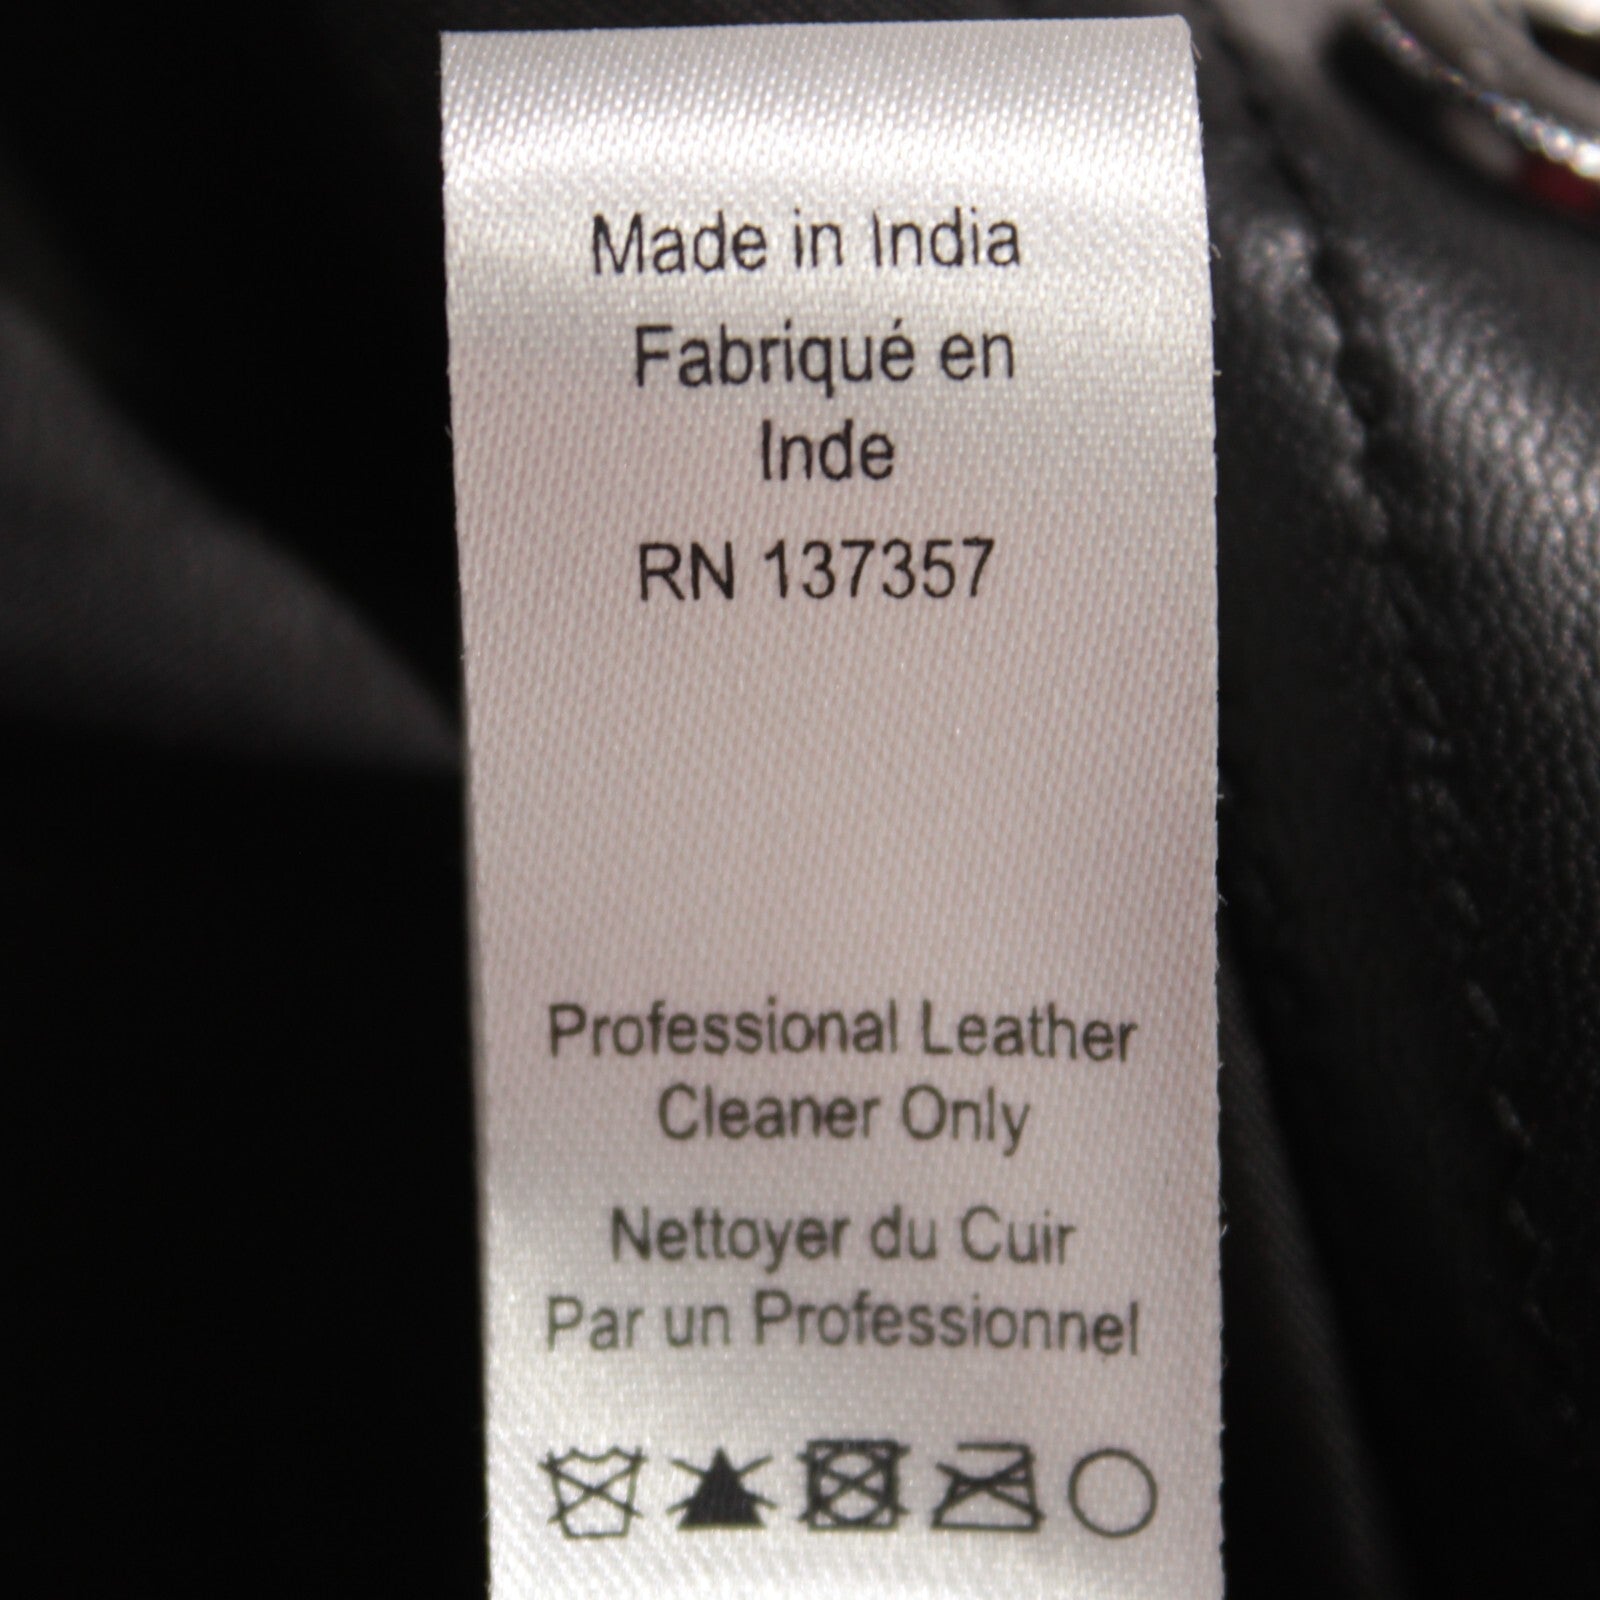 Made in India
Fabriqué en
Inde
RN 137357
Professional Leather
Cleaner Only
Nettoyer du Cuir
Par un Professionnel